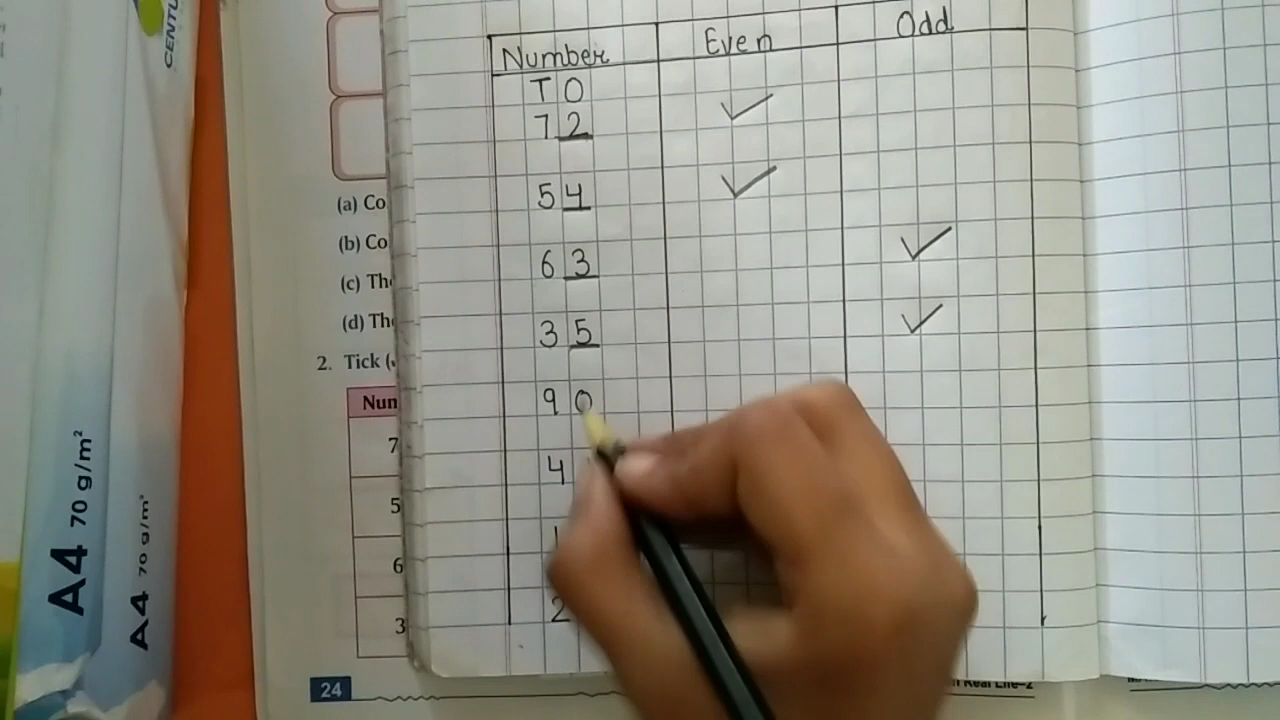 Number Even Odd
T O
7 2
5 4
6 3
3 5
9 0
4
2
(a) Co
(b) Co
(c) Th
(d) Th
2. Tick (
Num
7
5
6
3
24
CENTU
A4 70 g/m²
A4 70 g/m²